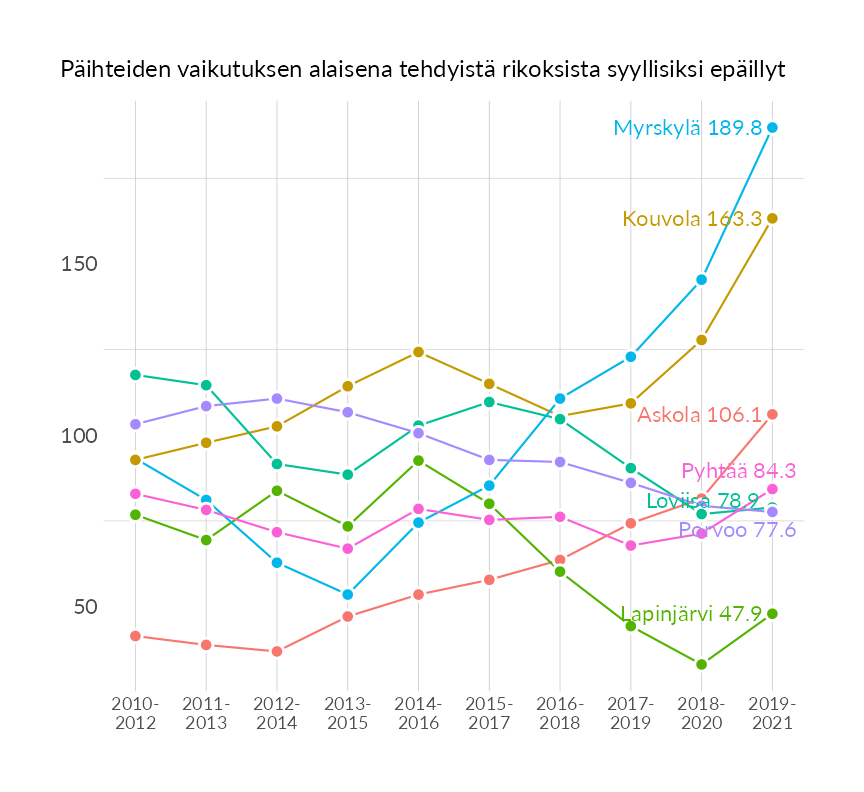 Päihteiden vaikutuksen alaisena tehdyistä rikoksista syyllisiksi epäillyt
Myrskylä 189.8
Kouvola 163.3
150
Askola 106.1
100
Pyhtää 84.3
Loviisa 78.9
Porvoo 77.6
50
Lapinjärvi 47.9
2010-
2012
2011-
2013
2012-
2014
2013-
2015
2014-
2016
2015-
2017
2016-
2018
2017-
2019
2018-
2020
2019-
2021